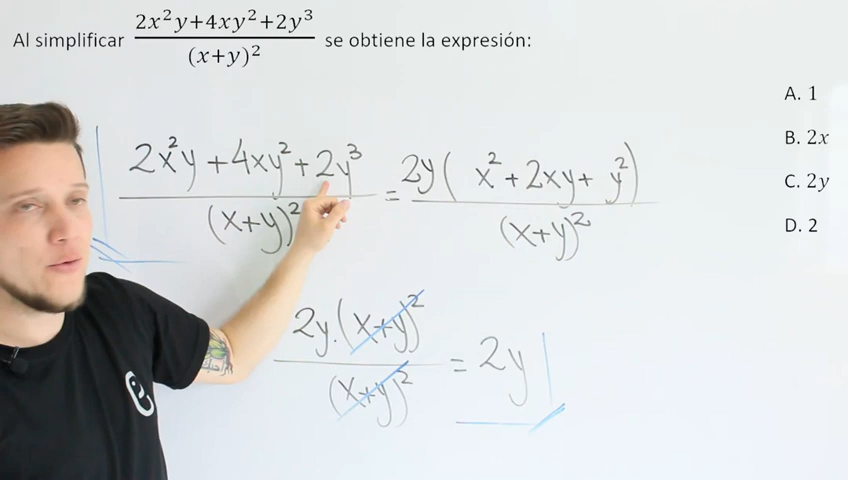 Al simplificar (2x²y+4xy²+2y³)/(x+y)² se obtiene la expresión:
A. 1
B. 2x
C. 2y
D. 2
(2x²y+4xy²+2y³)/(x+y)² = 2y(x²+2xy+y²)/(x+y)²
2y.(x+y)²/(x+y)² = 2y